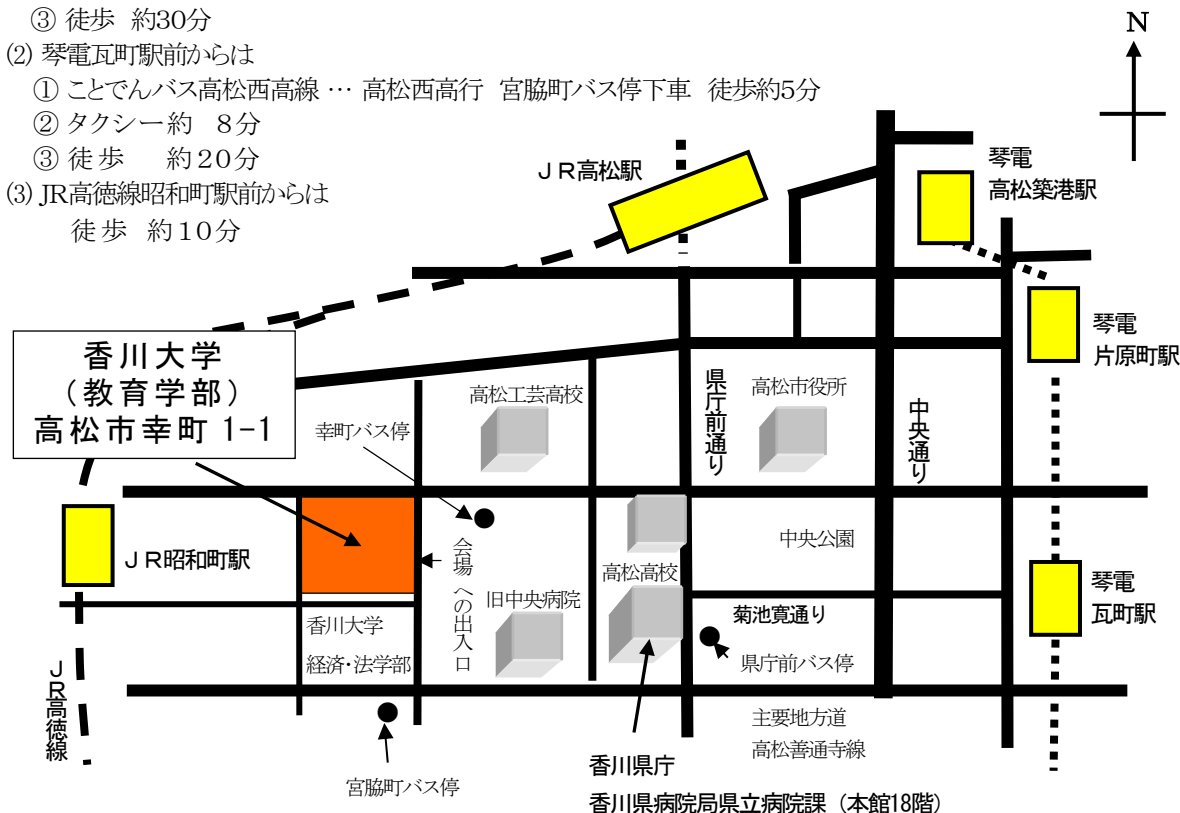 ③ 徒歩 約30分
⑵ 琴電瓦町駅前からは
① ことでんバス高松西高線 … 高松西高行 宮脇町バス停下車 徒歩約5分
② タクシー約 8分
③ 徒歩 約20分
⑶ JR高徳線昭和町駅前からは
徒歩 約10分
N
JR高松駅
琴電
高松築港駅
琴電
片原町駅
香川大学
(教育学部)
高松市幸町 1-1
高松工芸高校
幸町バス停
県庁前通り
高松市役所
中央通り
JR昭和町駅
会場への出入口
中央公園
高松高校
旧中央病院
菊池寛通り
琴電
瓦町駅
香川大学
経済・法学部
県庁前バス停
JR高徳線
主要地方道
高松善通寺線
宮脇町バス停
香川県庁
香川県病院局県立病院課(本館18階)